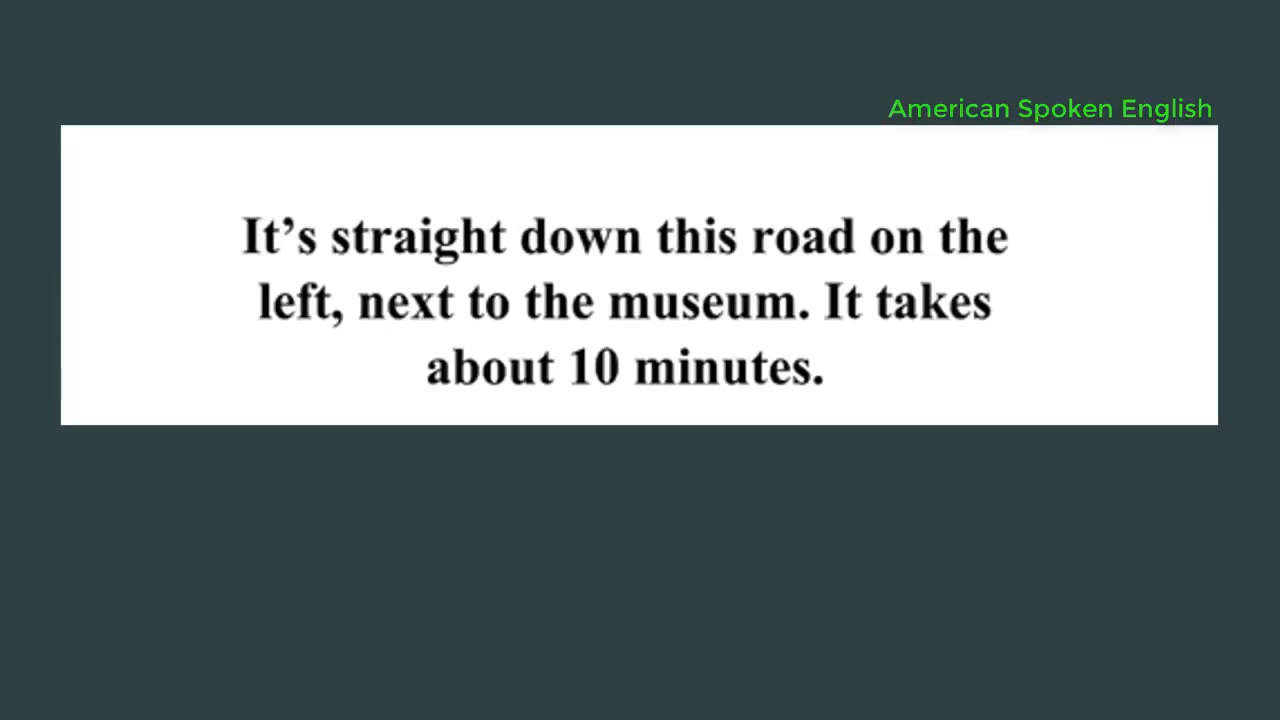 American Spoken English
It’s straight down this road on the
left, next to the museum. It takes
about 10 minutes.